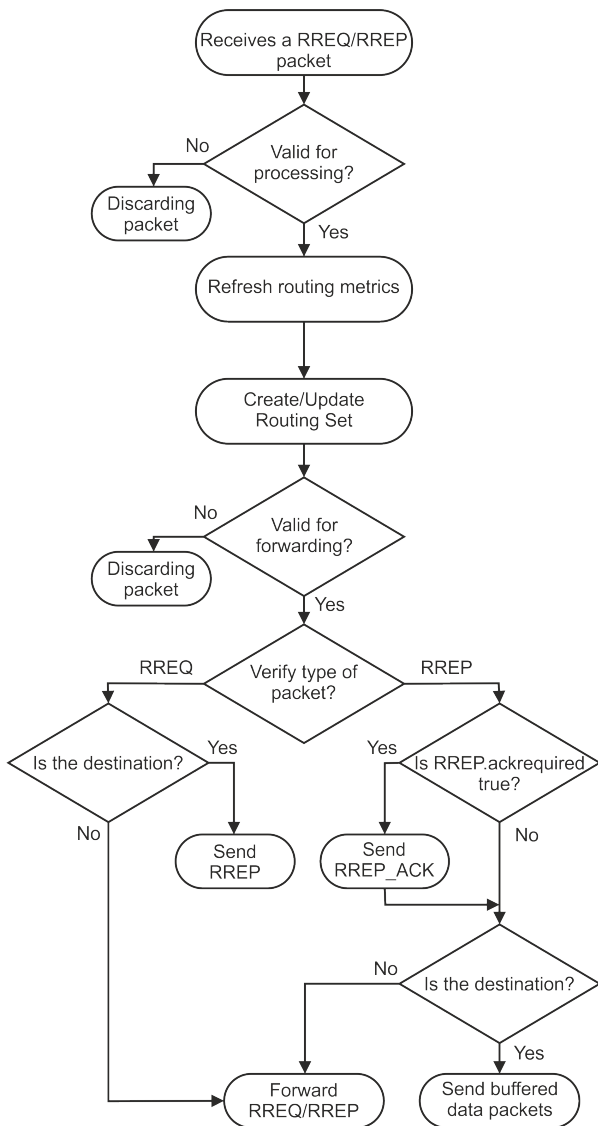 Receives a RREQ/RREP
packet
No
Valid for
processing?
Discarding
packet
Yes
Refresh routing metrics
Create/Update
Routing Set
No
Valid for
forwarding?
Discarding
packet
Yes
RREQ
Verify type of
packet?
RREP
Is the destination?
Yes
Yes
Is RREP.ackrequired
true?
No
Send
RREP
Send
RREP_ACK
No
No
Is the destination?
Yes
Forward
RREQ/RREP
Send buffered
data packets